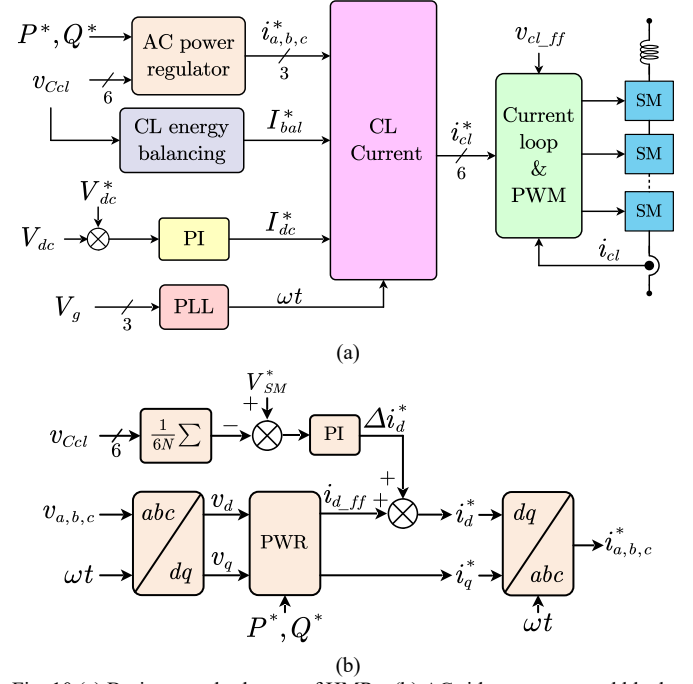 P*, Q*
AC power
regulator
i*a,b,c
3
vCcl
6
CL energy
balancing
I*bal
CL
Current
V*dc
Vdc
PI
I*dc
Vg
3
PLL
ωt
i*cl
6
vcl_ff
Current
loop
&
PWM
SM
SM
SM
icl
(a)
V*SM
+
vCcl
6
1/6N ∑
−
PI
Δi*d
+
va,b,c
ωt
abc
dq
vd
vq
PWR
id_ff
+
i*d
i*q
P*, Q*
dq
abc
i*a,b,c
ωt
(b)